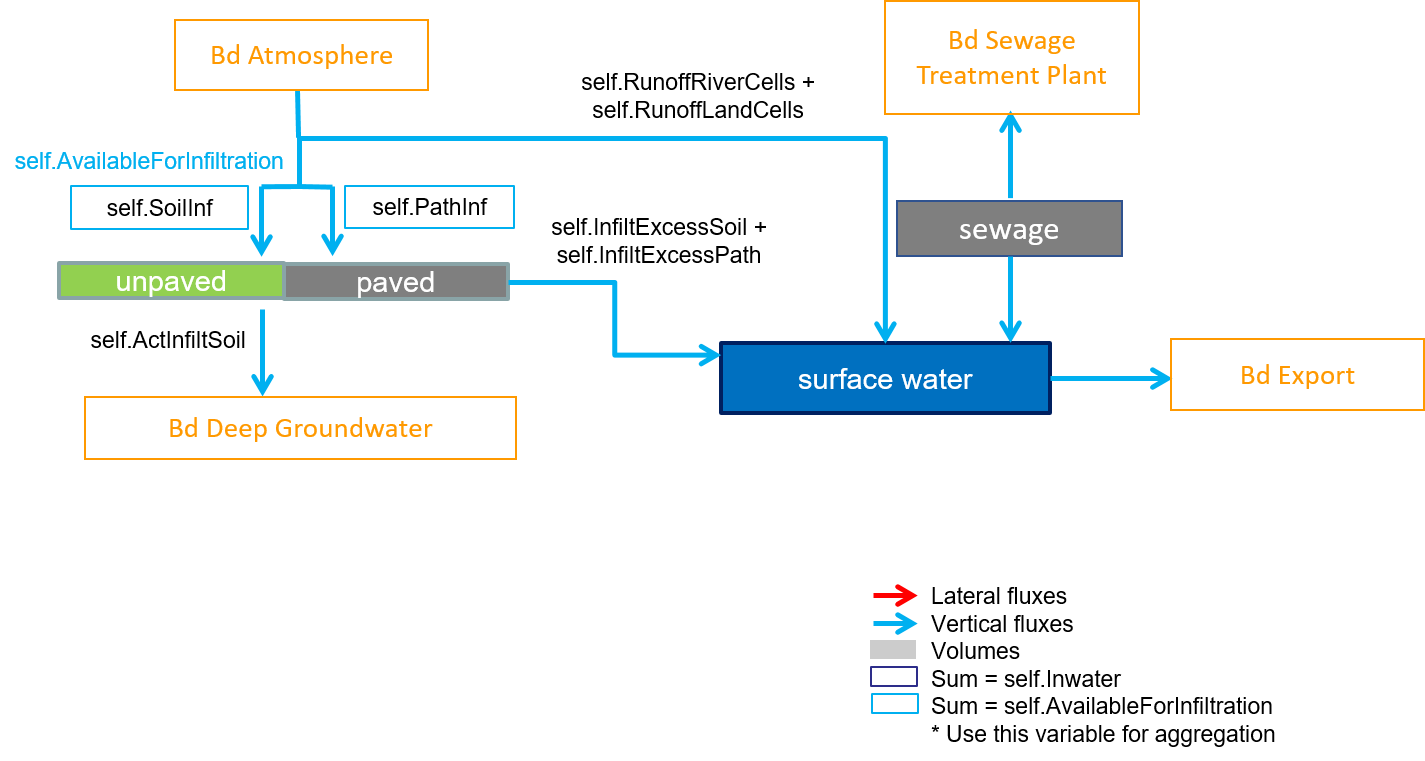 Bd Atmosphere
Bd Sewage
Treatment Plant
self.RunoffRiverCells +
self.RunoffLandCells
self.AvailableForInfiltration
self.SoilInf
self.PathInf
self.InfiltExcessSoil +
self.InfiltExcessPath
sewage
unpaved
paved
self.ActInfiltSoil
surface water
Bd Export
Bd Deep Groundwater
Lateral fluxes
Vertical fluxes
Volumes
Sum = self.Inwater
Sum = self.AvailableForInfiltration
* Use this variable for aggregation